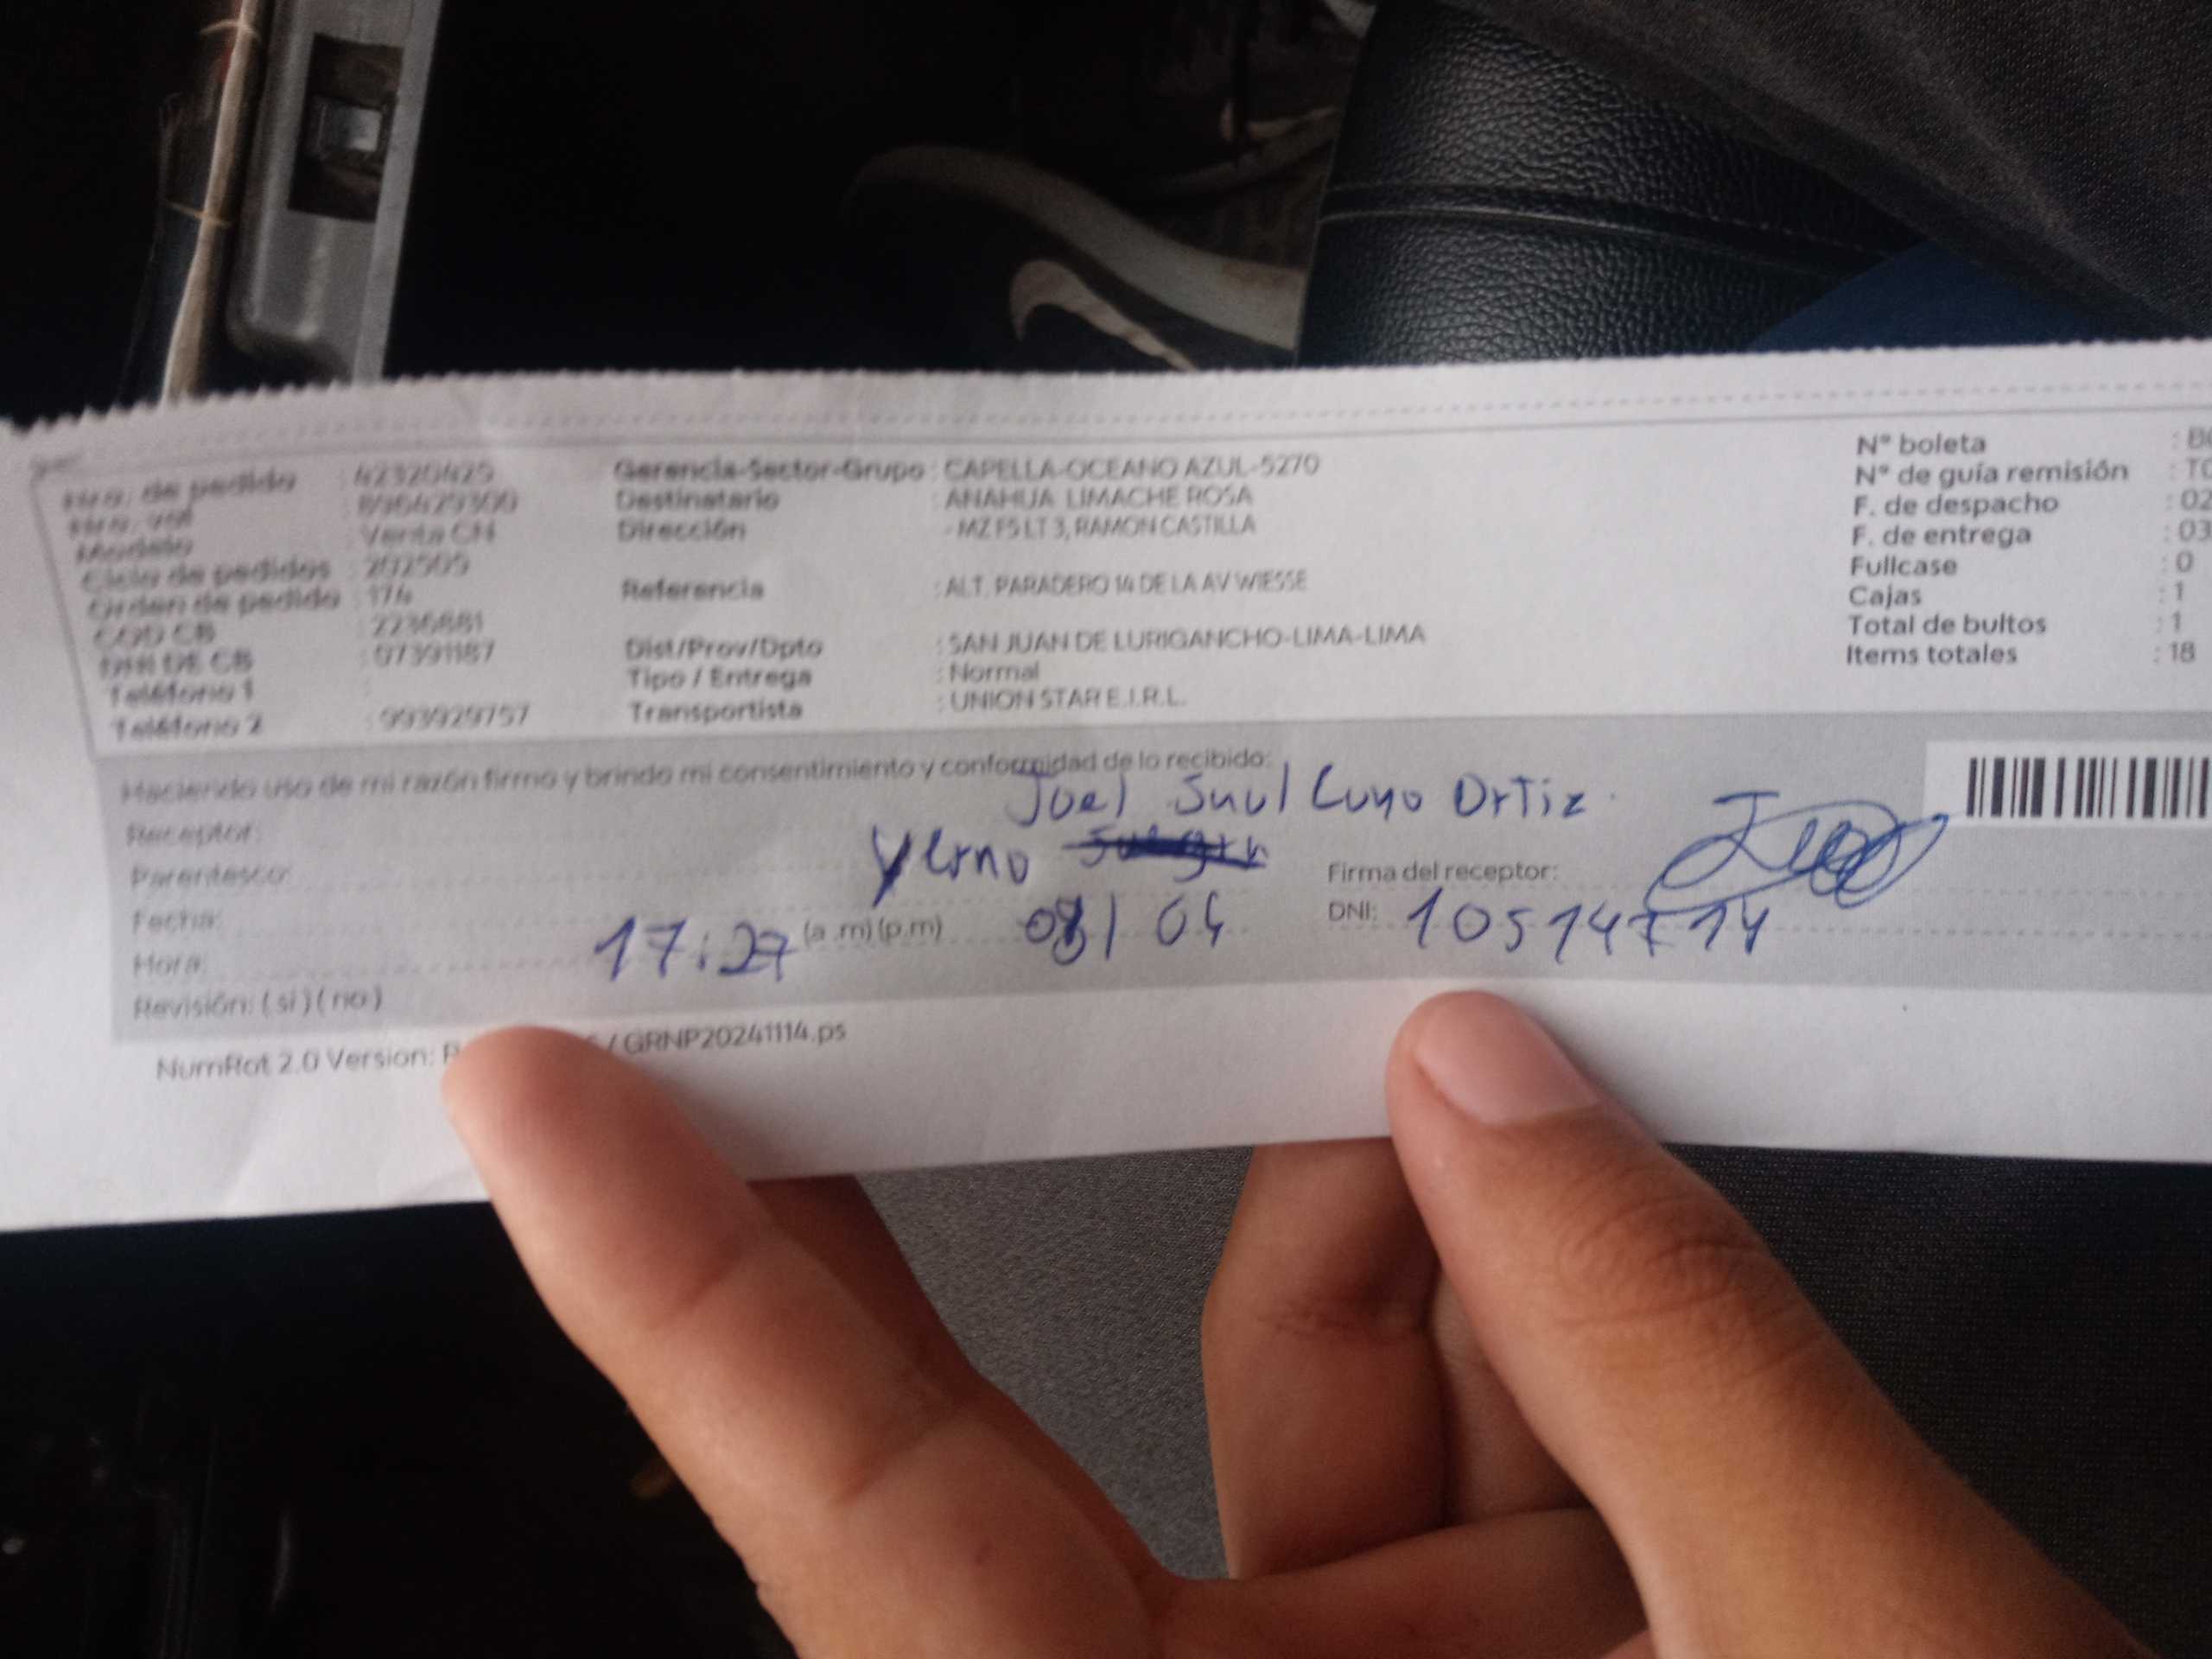 Nro. de pedido : 42320425
Nro. Vol : 896629300
Modelo : Venta CN
Ciclo de pedidos : 202505
Orden de pedido : 174
COD CB : 2236881
DNI DE CB : 07391187
Teléfono 1 :
Teléfono 2 : 993929757
Gerencia-Sector-Grupo : CAPELLA-OCEANO AZUL-5270
Destinatario : ANAHUA LIMACHE ROSA
Dirección : - MZ F5 LT 3, RAMON CASTILLA
Referencia : ALT. PARADERO 14 DE LA AV WIESSE
Dist/Prov/Dpto : SAN JUAN DE LURIGANCHO-LIMA-LIMA
Tipo / Entrega : Normal
Transportista : UNION STAR E.I.R.L.
N° boleta :
N° de guía remisión :
F. de despacho : 02
F. de entrega : 03
Fullcase : 0
Cajas : 1
Total de bultos : 1
Items totales : 18
Haciendo uso de mi razón firmo y brindo mi consentimiento y conformidad de lo recibido:
Receptor: Joel Cuyo Ortiz
Parentesco: Yerno
Firma del receptor:
Fecha:
DNI: 10514714
Hora: 17:27 (a.m) (p.m)
Revisión: ( si ) ( no )
NumRot 2.0 Version: / GRNP20241114.ps